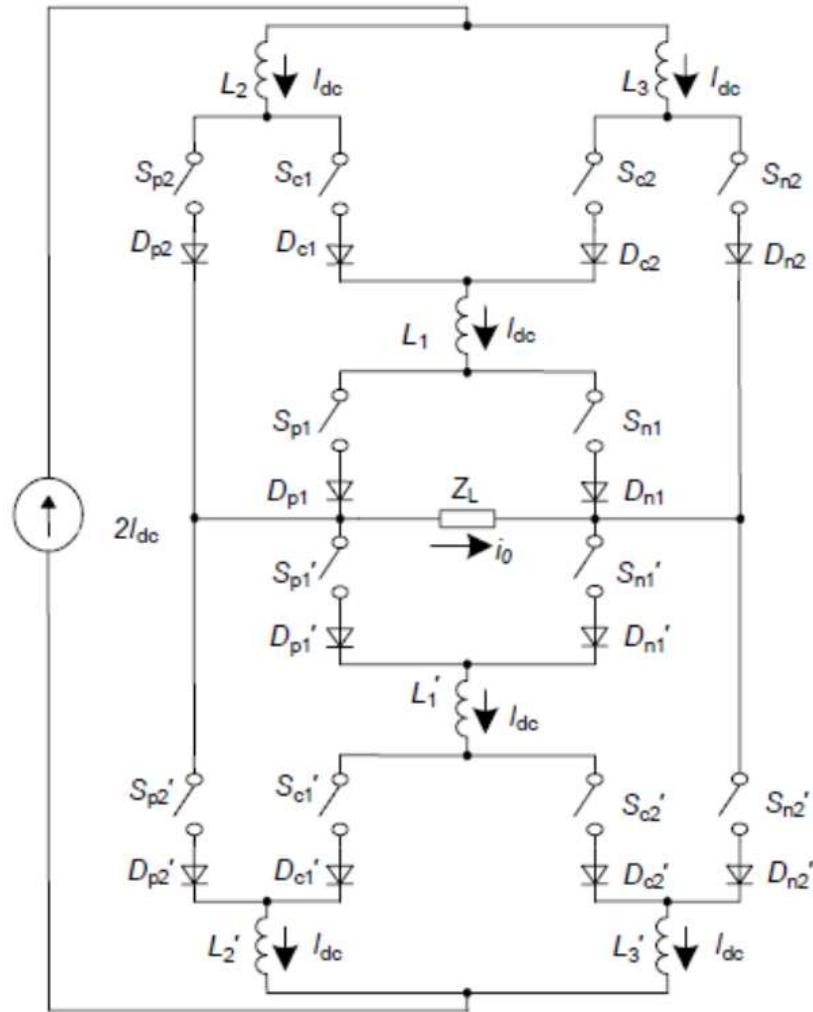 L2 Idc L3 Idc
Sp2 Sc1 Sc2 Sn2
Dp2 Dc1 Dc2 Dn2
L1 Idc
Sp1 Sn1
Dp1 ZL Dn1
2Idc i0
Sp1' Sn1'
Dp1' Dn1'
L1' Idc
Sp2' Sc1' Sc2' Sn2'
Dp2' Dc1' Dc2' Dn2'
L2' Idc L3' Idc